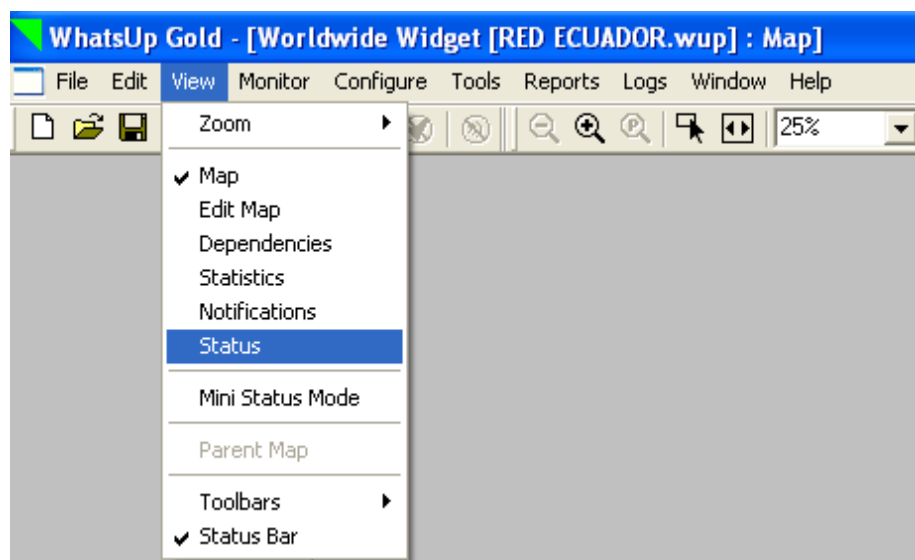 WhatsUp Gold - [Worldwide Widget [RED ECUADOR.wup] : Map]
File Edit View Monitor Configure Tools Reports Logs Window Help
25%
Zoom
Map
Edit Map
Dependencies
Statistics
Notifications
Status
Mini Status Mode
Parent Map
Toolbars
Status Bar